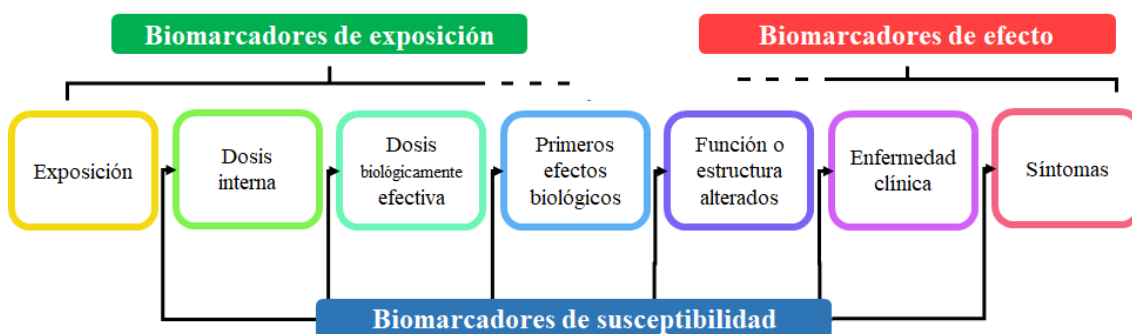 Biomarcadores de exposición
Biomarcadores de efecto
Exposición
Dosis
interna
Dosis
biológicamente
efectiva
Primeros
efectos
biológicos
Función o
estructura
alterados
Enfermedad
clínica
Síntomas
Biomarcadores de susceptibilidad